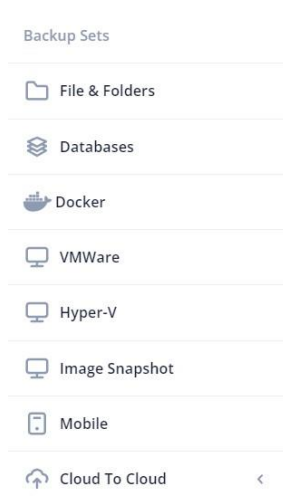 Backup Sets
File & Folders
Databases
Docker
VMWare
Hyper-V
Image Snapshot
Mobile
Cloud To Cloud